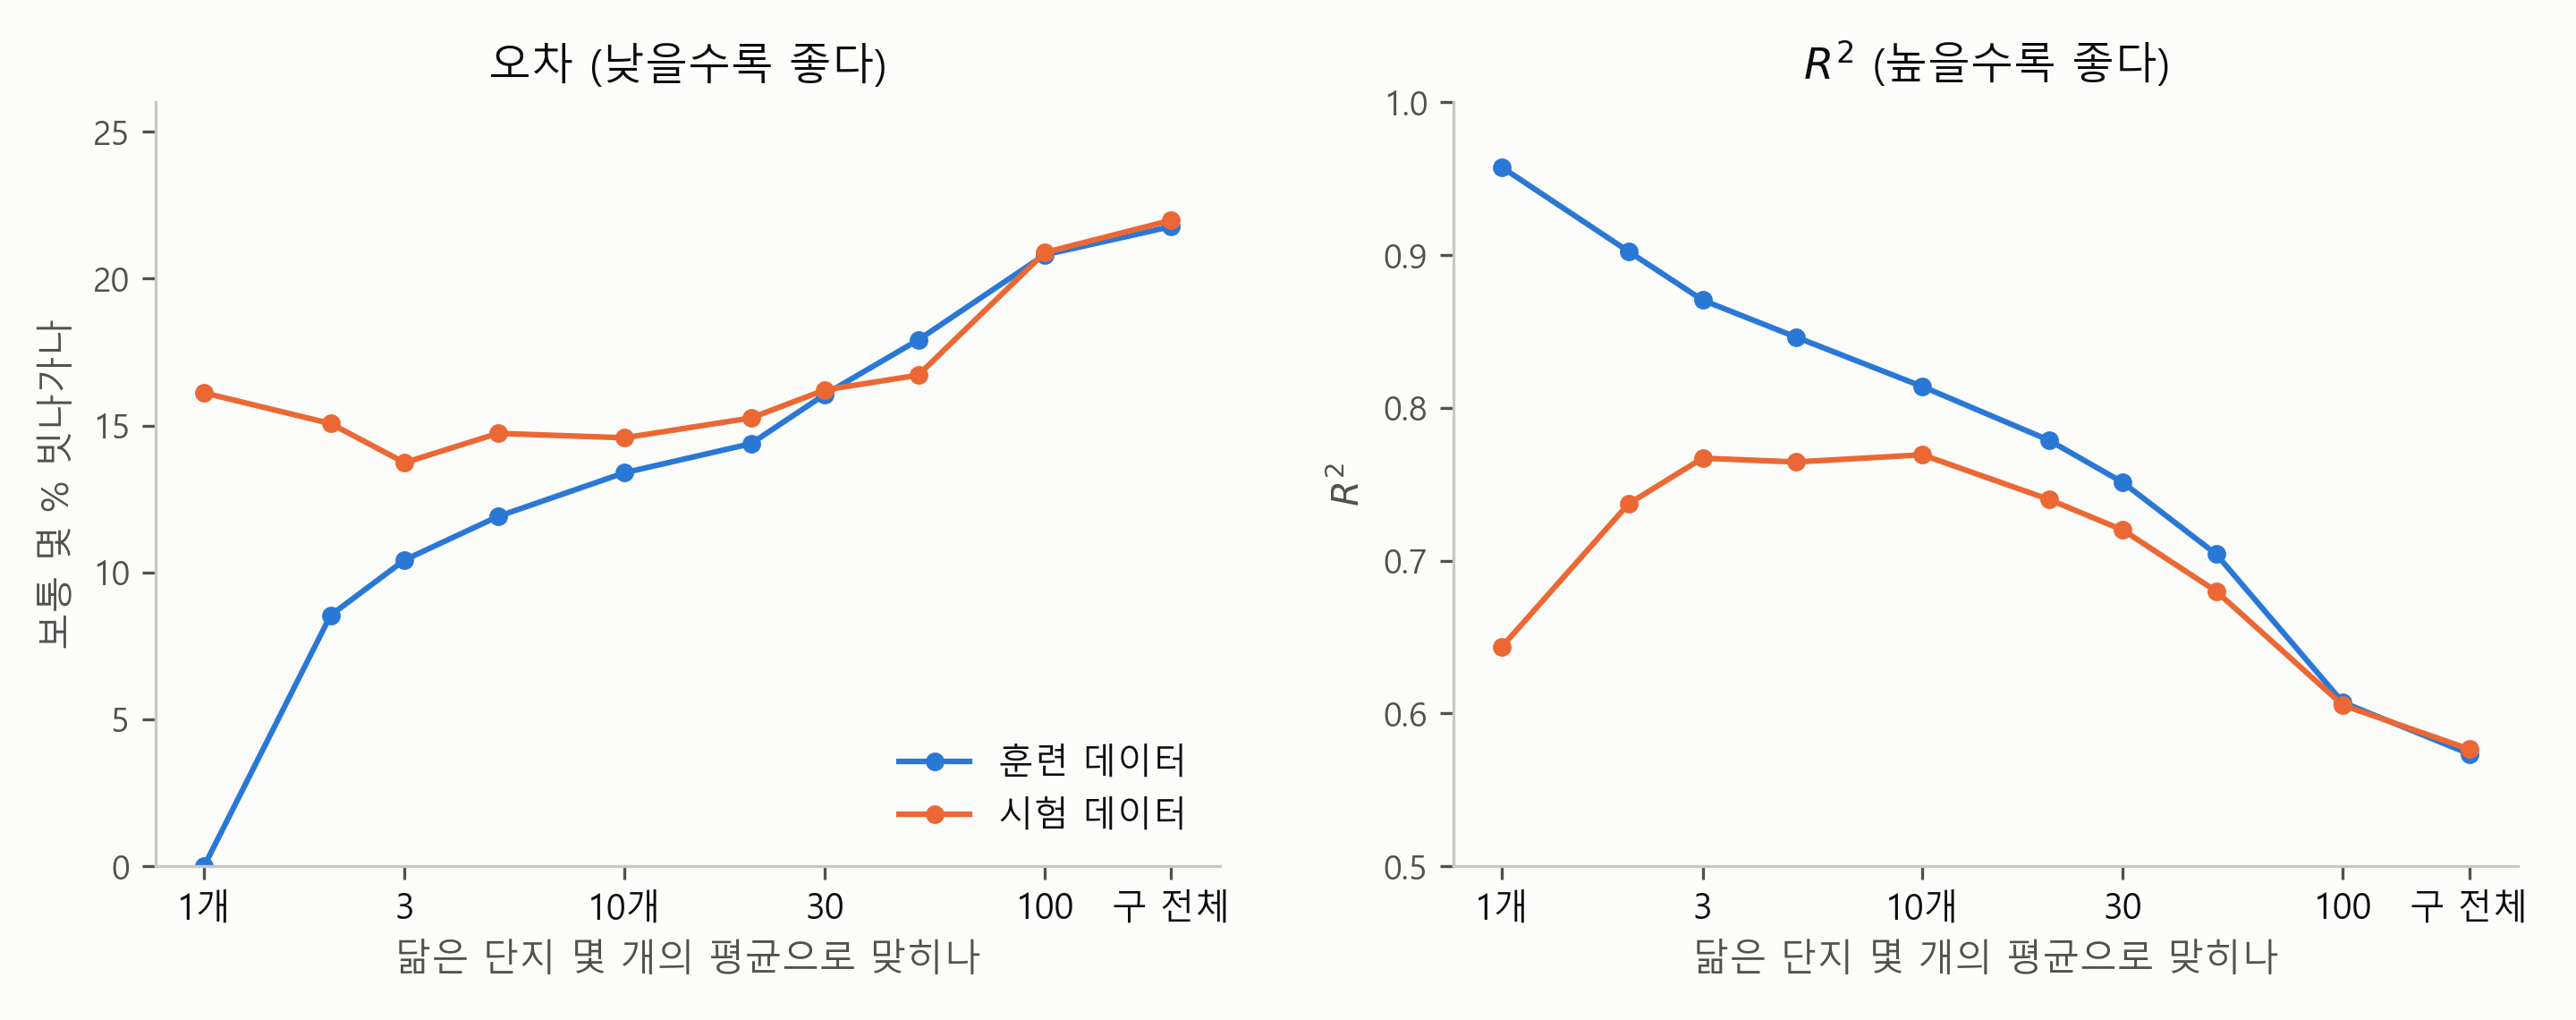 오차 (낮을수록 좋다)
25
20
15
10
5
0
보통 몇 % 빗나가나
훈련 데이터
시험 데이터
1개 3 10개 30 100 구 전체
닮은 단지 몇 개의 평균으로 맞히나
R² (높을수록 좋다)
1.0
0.9
0.8
0.7
0.6
0.5
R²
1개 3 10개 30 100 구 전체
닮은 단지 몇 개의 평균으로 맞히나